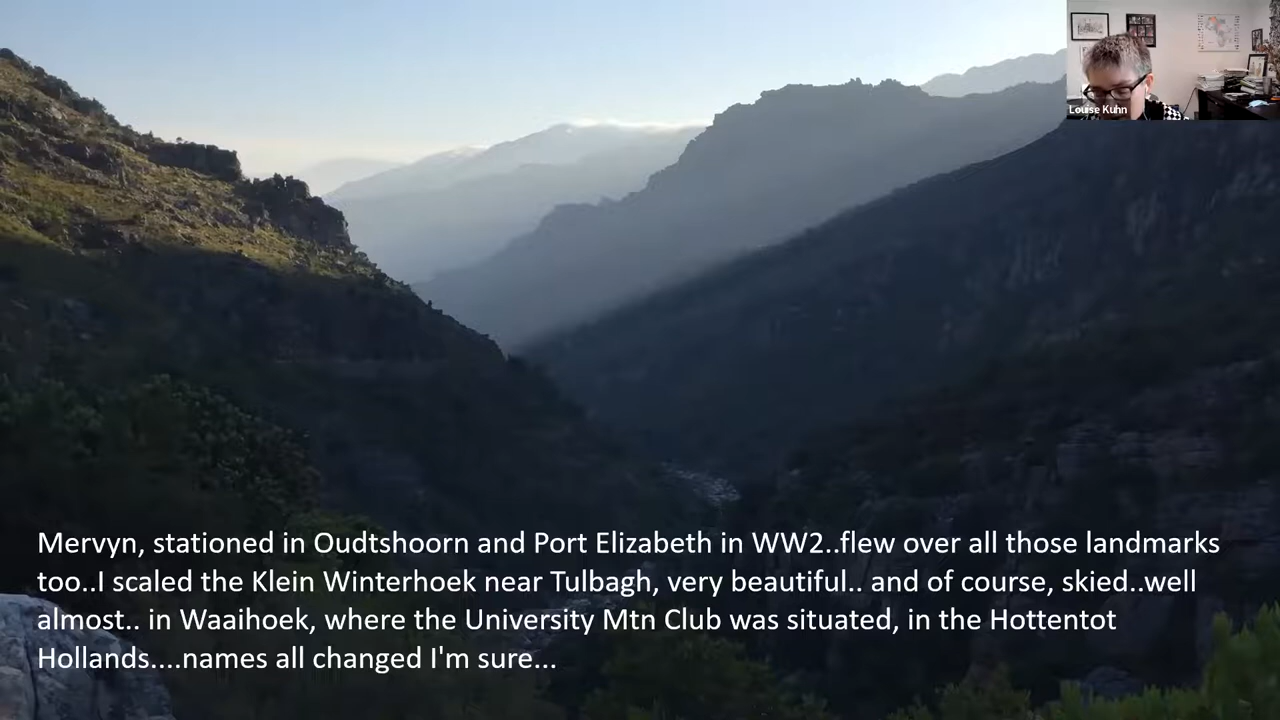 Louise Kuhn
Mervyn, stationed in Oudtshoorn and Port Elizabeth in WW2..flew over all those landmarks
too..I scaled the Klein Winterhoek near Tulbagh, very beautiful.. and of course, skied..well
almost.. in Waaihoek, where the University Mtn Club was situated, in the Hottentot
Hollands....names all changed I'm sure...